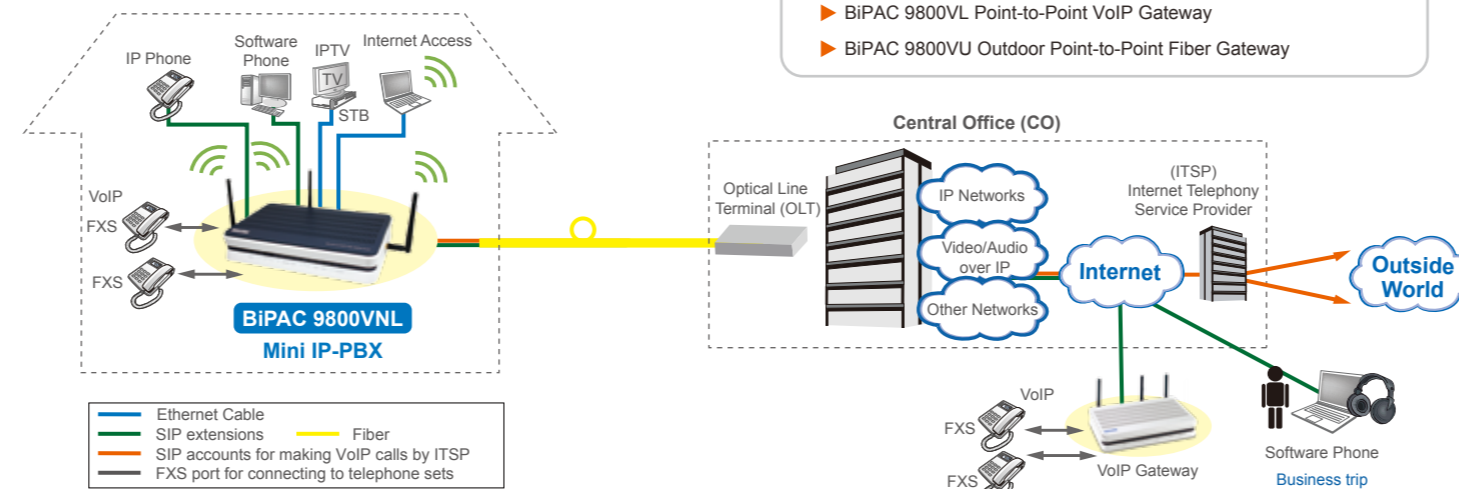 BiPAC 9800VL Point-to-Point VoIP Gateway
BiPAC 9800VU Outdoor Point-to-Point Fiber Gateway
IP Phone
Software
Phone
IPTV
Internet Access
TV
STB
VoIP
FXS
FXS
BiPAC 9800VNL
Mini IP-PBX
Ethernet Cable
SIP extensions
Fiber
SIP accounts for making VoIP calls by ITSP
FXS port for connecting to telephone sets
Central Office (CO)
Optical Line
Terminal (OLT)
IP Networks
Video/Audio
over IP
Other Networks
Internet
(ITSP)
Internet Telephony
Service Provider
Outside
World
VoIP
FXS
FXS
VoIP Gateway
Software Phone
Business trip